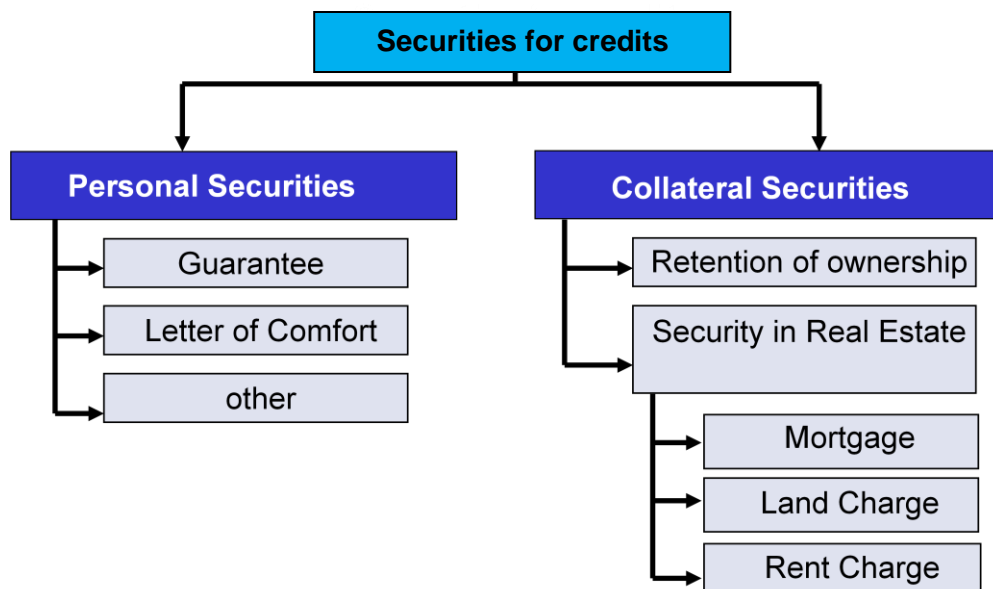 Securities for credits
Personal Securities
Guarantee
Letter of Comfort
other
Collateral Securities
Retention of ownership
Security in Real Estate
Mortgage
Land Charge
Rent Charge